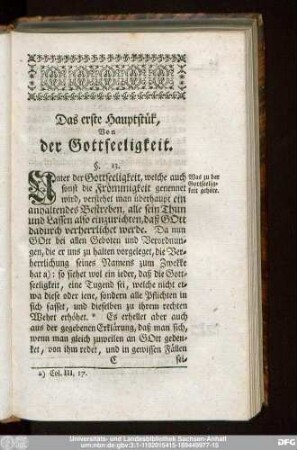 Das erste Hauptstük,
Von
der Gottseeligkeit.
§. 13.
Unter der Gottseeligkeit, welche auch
sonst die Frömmigkeit genennet
wird, verstehet man überhaupt ein
anhaltendes Bestreben, alle sein Thun
und Lassen also einzurichten, daß GOtt
dadurch verherrlichet werde. Da nun
GOtt bei allen Geboten und Verordnun-
gen, die er uns zu halten vorgeleget, die Ver-
herrlichung seines Namens zum Zwekke
hat a): so siehet wol ein ieder, daß die Gott-
seeligkeit, eine Tugend sei, welche nicht et-
wa diese oder iene, sondern alle Pflichten in
sich fasset, und dieselben zu ihrem rechten
Wehrt erhöhet. * Es erhellet aber auch
aus der gegebenen Erklärung, daß man sich,
wenn man gleich zuweilen an GOtt geden-
ket, von ihm redet, und in gewissen Fällen
E sei-
a) Col. III, 17.
Was zu der
Gottseelig-
keit gehöre.
Universitäts- und Landesbibliothek Sachsen-Anhalt
DFG